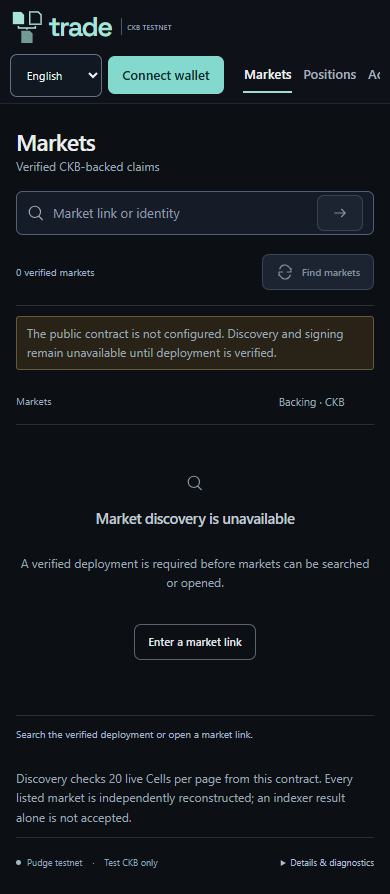 trade
CKB TESTNET
English
Connect wallet
Markets
Positions
Ac
Markets
Verified CKB-backed claims
Market link or identity
0 verified markets
Find markets
The public contract is not configured. Discovery and signing
remain unavailable until deployment is verified.
Markets
Backing · CKB
Market discovery is unavailable
A verified deployment is required before markets can be searched
or opened.
Enter a market link
Search the verified deployment or open a market link.
Discovery checks 20 live Cells per page from this contract. Every
listed market is independently reconstructed; an indexer result
alone is not accepted.
Pudge testnet · Test CKB only
Details & diagnostics